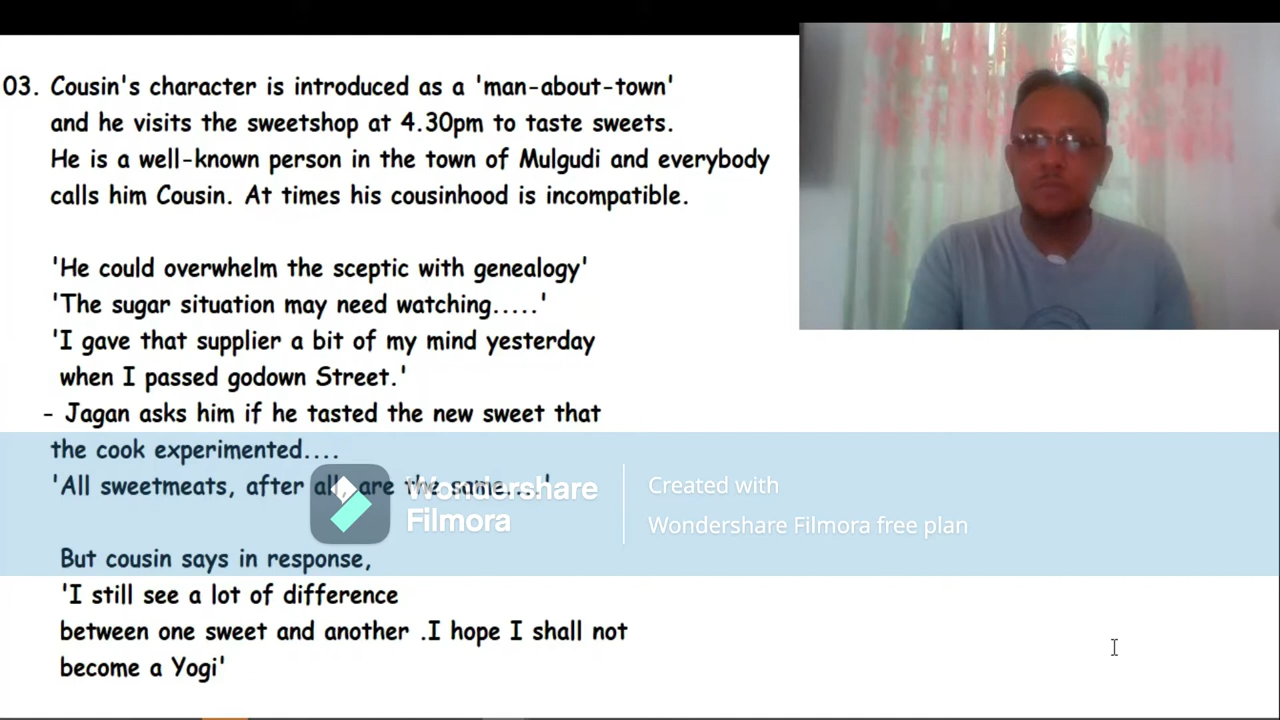 03. Cousin's character is introduced as a 'man-about-town'
and he visits the sweetshop at 4.30pm to taste sweets.
He is a well-known person in the town of Mulgudi and everybody
calls him Cousin. At times his cousinhood is incompatible.
'He could overwhelm the sceptic with genealogy'
'The sugar situation may need watching.....'
'I gave that supplier a bit of my mind yesterday
when I passed godown Street.'
- Jagan asks him if he tasted the new sweet that
the cook experimented....
'All sweetmeats, after all, are the same....'
Wondershare
Filmora
Created with
Wondershare Filmora free plan
But cousin says in response,
'I still see a lot of difference
between one sweet and another .I hope I shall not
become a Yogi'